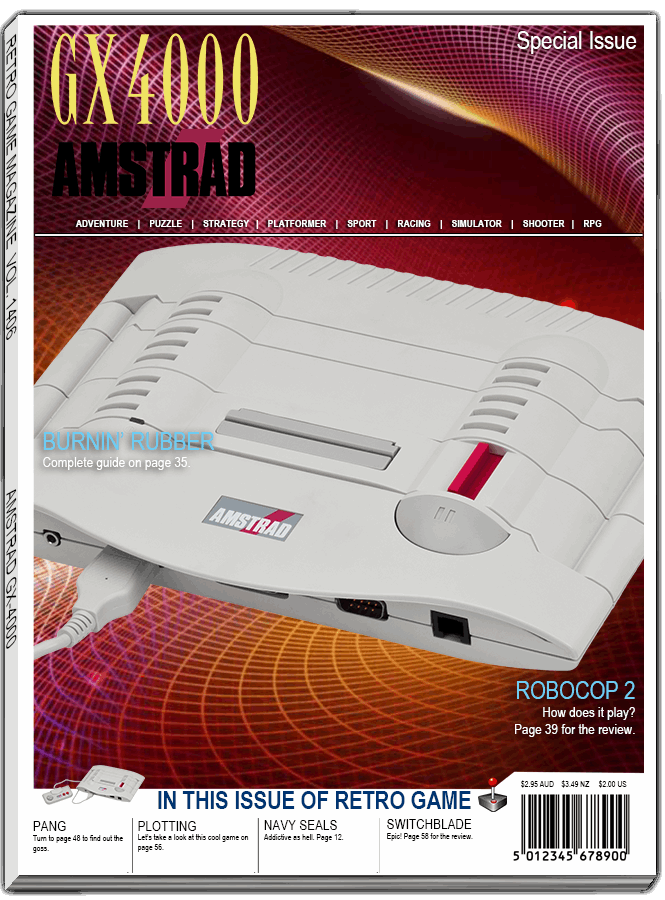 GX4000
Special Issue
AMSTRAD
ADVENTURE | PUZZLE | STRATEGY | PLATFORMER | SPORT | RACING | SIMULATOR | SHOOTER | RPG
RETRO GAME MAGAZINE VOL. 1406
AMSTRAD GX-4000
BURNIN' RUBBER
Complete guide on page 35.
AMSTRAD
ROBOCOP 2
How does it play?
Page 39 for the review.
IN THIS ISSUE OF RETRO GAME
$2.95 AUD $3.49 NZ $2.00 US
PANG
Turn to page 48 to find out the
goss.
PLOTTING
Let's take a look at this cool game on
page 56.
NAVY SEALS
Addictive as hell. Page 12.
SWITCHBLADE
Epic! Page 58 for the review.
5 012345 678900